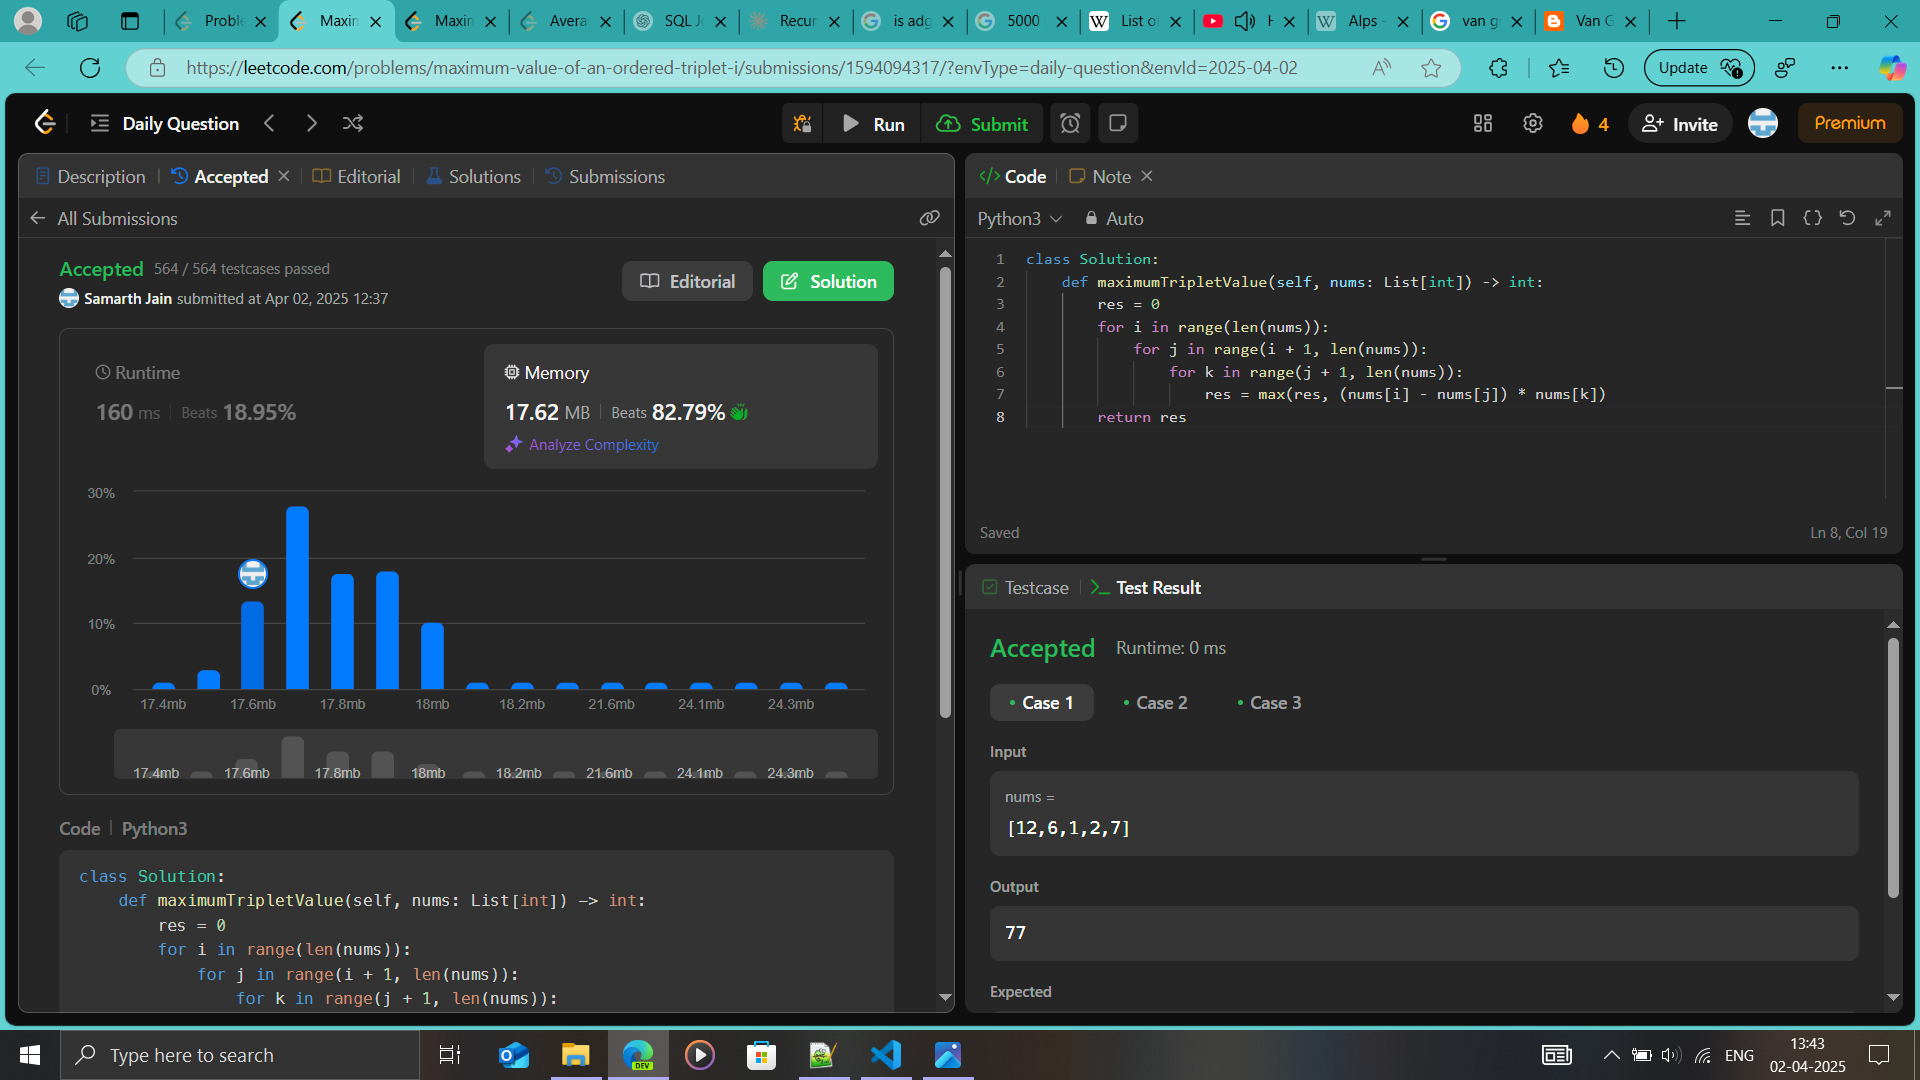 Proble
Maxin
Maxin
Avera
SQL J
Recur
is adg
5000
List o
Alps -
van g
Van G
https://leetcode.com/problems/maximum-value-of-an-ordered-triplet-i/submissions/1594094317/?envType=daily-question&envId=2025-04-02
Update
Daily Question
Run
Submit
4
Invite
Premium
Description
Accepted
Editorial
Solutions
Submissions
All Submissions
Accepted 564 / 564 testcases passed
Samarth Jain submitted at Apr 02, 2025 12:37
Editorial
Solution
Runtime
160 ms | Beats 18.95%
Memory
17.62 MB | Beats 82.79%
Analyze Complexity
30%
20%
10%
0%
17.4mb 17.6mb 17.8mb 18mb 18.2mb 21.6mb 24.1mb 24.3mb
17.4mb 17.6mb 17.8mb 18mb 18.2mb 21.6mb 24.1mb 24.3mb
Code | Python3
class Solution:
    def maximumTripletValue(self, nums: List[int]) -> int:
        res = 0
        for i in range(len(nums)):
            for j in range(i + 1, len(nums)):
                for k in range(j + 1, len(nums)):
Code
Note
Python3
Auto
1 class Solution:
2     def maximumTripletValue(self, nums: List[int]) -> int:
3         res = 0
4         for i in range(len(nums)):
5             for j in range(i + 1, len(nums)):
6                 for k in range(j + 1, len(nums)):
7                     res = max(res, (nums[i] - nums[j]) * nums[k])
8         return res
Saved
Ln 8, Col 19
Testcase
Test Result
Accepted Runtime: 0 ms
Case 1
Case 2
Case 3
Input
nums =
[12,6,1,2,7]
Output
77
Expected
Type here to search
DEV
ENG
13:43
02-04-2025